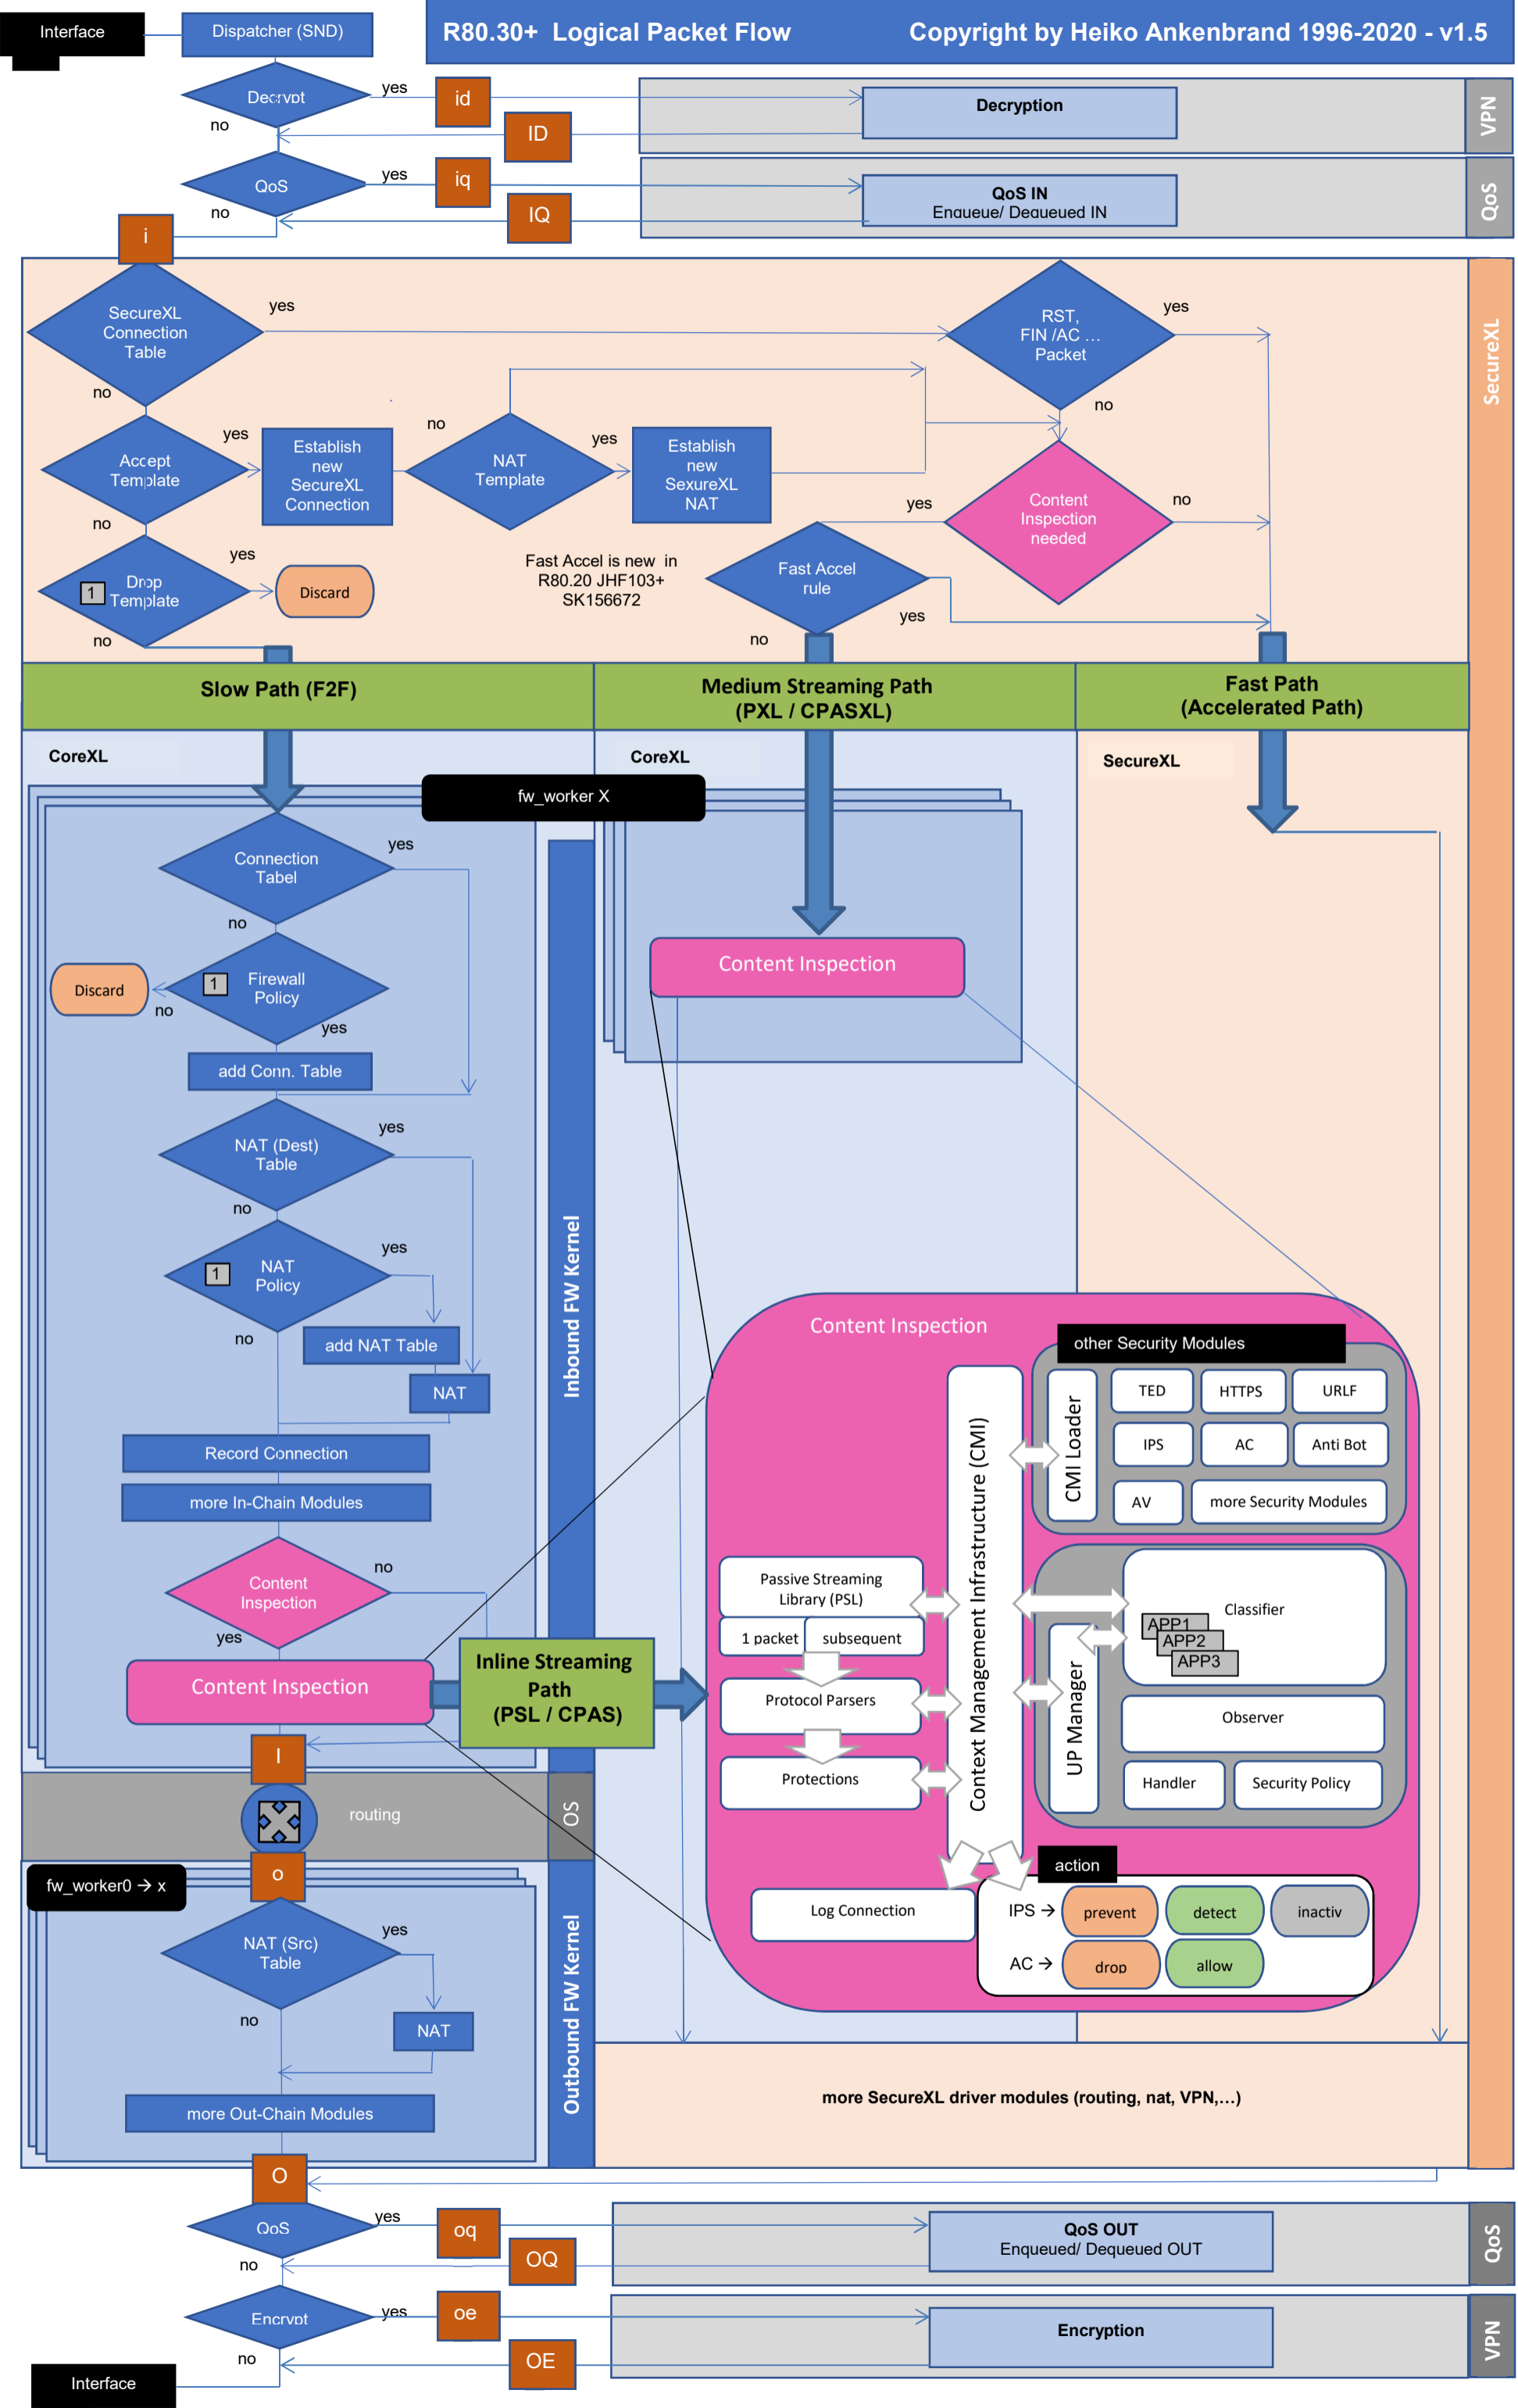 Interface
Dispatcher (SND)
R80.30+ Logical Packet Flow
Copyright by Heiko Ankenbrand 1996-2020 - v1.5
Decrypt
yes
id
Decryption
VPN
no
ID
QoS
yes
iq
QoS IN
Enqueue/ Dequeued IN
QoS
no
IQ
i
SecureXL
SecureXL
Connection
Table
yes
RST,
FIN /AC ...
Packet
yes
no
no
Accept
Template
yes
Establish
new
SecureXL
Connection
no
NAT
Template
yes
Establish
new
SexureXL
NAT
yes
Content
Inspection
needed
no
no
Drop
Template
1
yes
Discard
Fast Accel is new in
R80.20 JHF103+
SK156672
Fast Accel
rule
yes
no
no
Slow Path (F2F)
Medium Streaming Path
(PXL / CPASXL)
Fast Path
(Accelerated Path)
CoreXL
CoreXL
SecureXL
fw_worker X
Connection
Tabel
yes
no
Firewall
Policy
1
Discard
no
yes
Content Inspection
add Conn. Table
NAT (Dest)
Table
yes
no
NAT
Policy
1
yes
no
add NAT Table
NAT
Inbound FW Kernel
Record Connection
more In-Chain Modules
Content
Inspection
no
yes
Content Inspection
Inline Streaming
Path
(PSL / CPAS)
I
Content Inspection
other Security Modules
CMI Loader
TED
HTTPS
URLF
IPS
AC
Anti Bot
AV
more Security Modules
Context Management Infrastructure (CMI)
Passive Streaming
Library (PSL)
1 packet
subsequent
Protocol Parsers
Protections
UP Manager
Classifier
APP1
APP2
APP3
Observer
Handler
Security Policy
Log Connection
action
IPS →
prevent
detect
inactiv
AC →
drop
allow
routing
OS
o
fw_worker0 → x
NAT (Src)
Table
yes
no
NAT
more Out-Chain Modules
Outbound FW Kernel
more SecureXL driver modules (routing, nat, VPN,...)
O
QoS
yes
oq
QoS OUT
Enqueued/ Dequeued OUT
QoS
no
OQ
Encrypt
yes
oe
Encryption
VPN
no
OE
Interface